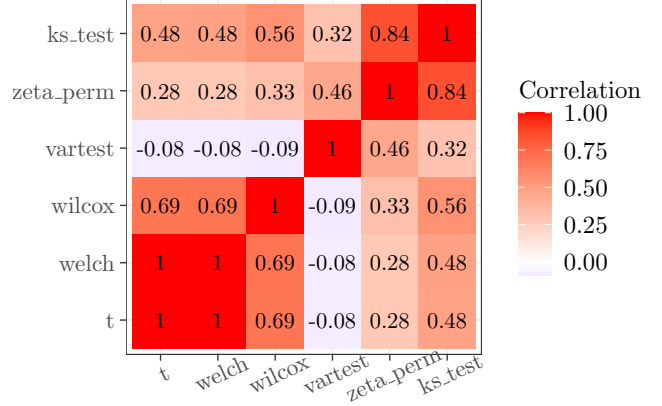 ks_test 0.48 0.48 0.56 0.32 0.84 1
zeta_perm 0.28 0.28 0.33 0.46 1 0.84
vartest -0.08 -0.08 -0.09 1 0.46 0.32
wilcox 0.69 0.69 1 -0.09 0.33 0.56
welch 1 1 0.69 -0.08 0.28 0.48
t 1 1 0.69 -0.08 0.28 0.48
t welch wilcox vartest zeta_perm ks_test
Correlation
1.00
0.75
0.50
0.25
0.00